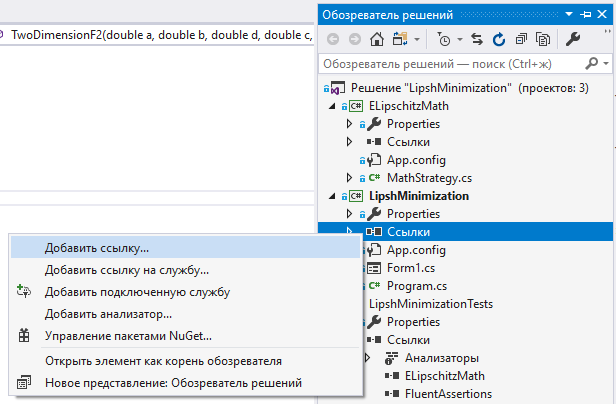 TwoDimensionF2(double a, double b, double d, double c,
Обозреватель решений
Обозреватель решений — поиск (Ctrl+ж)
Решение "LipshMinimization" (проектов: 3)
C# ELipschitzMath
Properties
Ссылки
App.config
C# MathStrategy.cs
C# LipshMinimization
Properties
Ссылки
App.config
Form1.cs
C# Program.cs
LipshMinimizationTests
Properties
Ссылки
Анализаторы
ELipschitzMath
FluentAssertions
Добавить ссылку...
Добавить ссылку на службу...
Добавить подключенную службу
Добавить анализатор...
Управление пакетами NuGet...
Открыть элемент как корень обозревателя
Новое представление: Обозреватель решений